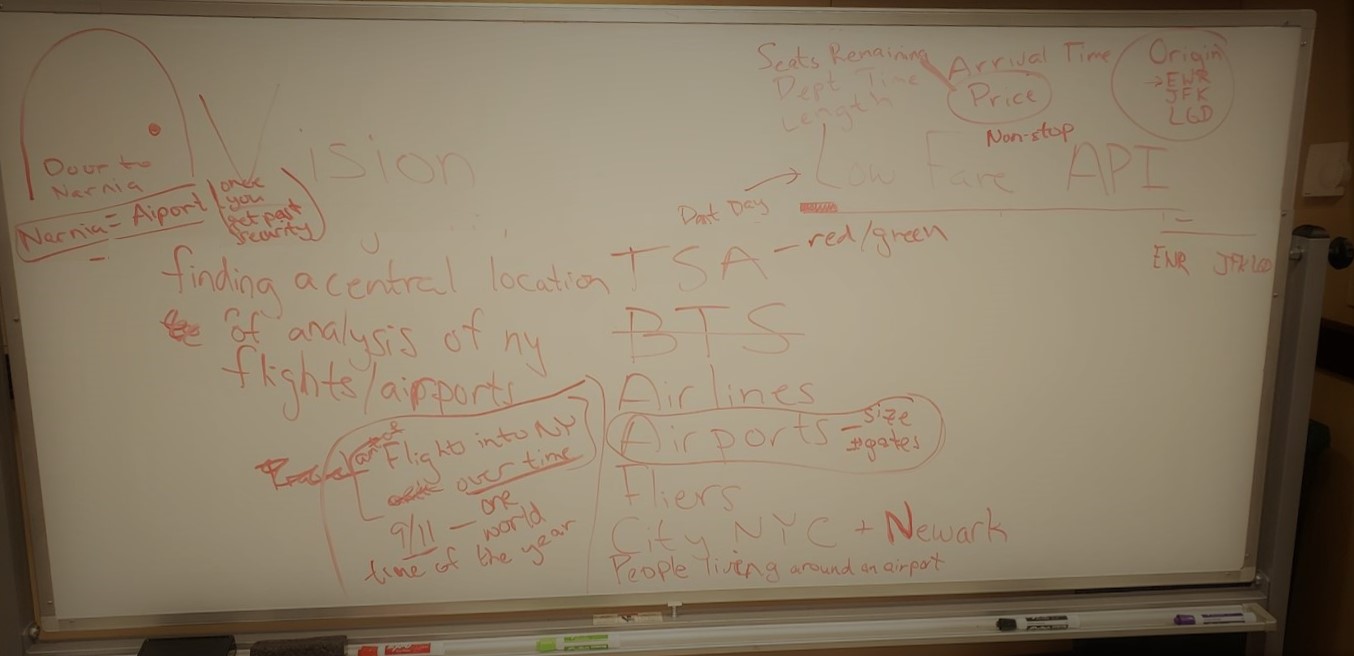 Door to
Narnia
Narnia = Aiport
once
you
get past
security
Vision
finding a central location
of analysis of ny
flights/airports
Flights into NY
over time
9/11 - one
world
time of the year
Seats Remaining
Dept Time
Length
Arrival Time
Price
Non-stop
Origin
→EWR
JFK
LGD
Low Fare API
Day
TSA - red/green
BTS
Airlines
Airports - size
#gates
Fliers
City NYC + Newark
People living around an airport
ENR JFK LGD